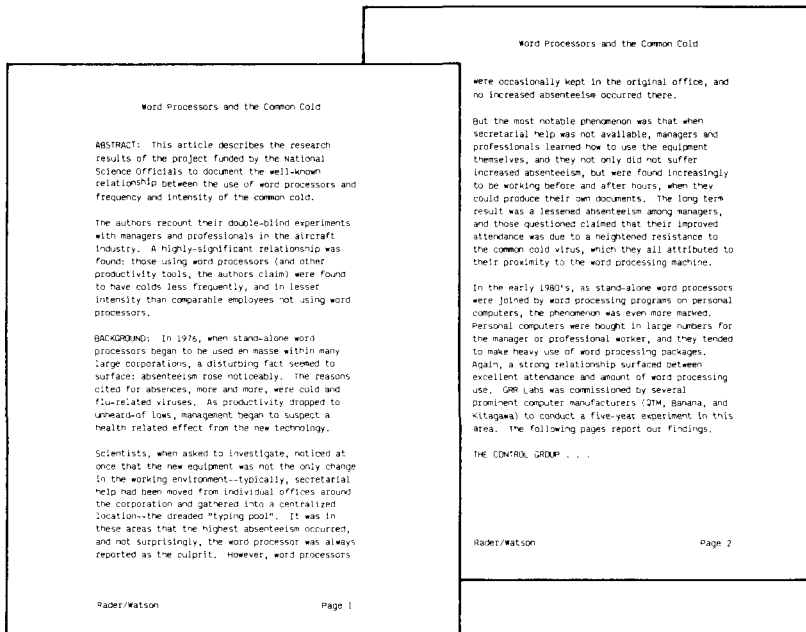 Word Processors and the Common Cold
ABSTRACT: This article describes the research
results of the project funded by the National
Science Officials to document the well-known
relationship between the use of word processors and
frequency and intensity of the common cold.
The authors recount their double-blind experiments
with managers and professionals in the aircraft
industry. A highly-significant relationship was
found: those using word processors (and other
productivity tools, the authors claim) were found
to have colds less frequently, and in lesser
intensity than comparable employees not using word
processors.
BACKGROUND: In 1976, when stand-alone word
processors began to be used en masse within many
large corporations, a disturbing fact seemed to
surface: absenteeism rose noticeably. The reasons
cited for absences, more and more, were cold and
flu-related viruses. As productivity dropped to
unheard-of lows, management began to suspect a
health related effect from the new technology.
Scientists, when asked to investigate, noticed at
once that the new equipment was not the only change
in the working environment--typically, secretarial
help had been moved from individual offices around
the corporation and gathered into a centralized
location--the dreaded "typing pool". It was in
these areas that the highest absenteeism occurred,
and not surprisingly, the word processor was always
reported as the culprit. However, word processors
Rader/Watson Page 1
Word Processors and the Common Cold
were occasionally kept in the original office, and
no increased absenteeism occurred there.
But the most notable phenomenon was that when
secretarial help was not available, managers and
professionals learned how to use the equipment
themselves, and they not only did not suffer
increased absenteeism, but were found increasingly
to be working before and after hours, when they
could produce their own documents. The long term
result was a lessened absenteeism among managers,
and those questioned claimed that their improved
attendance was due to a heightened resistance to
the common cold virus, which they all attributed to
their proximity to the word processing machine.
In the early 1980's, as stand-alone word processors
were joined by word processing programs on personal
computers, the phenomenon was even more marked.
Personal computers were bought in large numbers for
the manager or professional worker, and they tended
to make heavy use of word processing packages.
Again, a strong relationship surfaced between
excellent attendance and amount of word processing
use. GRR Labs was commissioned by several
prominent computer manufacturers (QTM, Banana, and
Kitagawa) to conduct a five-year experiment in this
area. The following pages report our findings.
THE CONTROL GROUP . . .
Rader/Watson Page 2